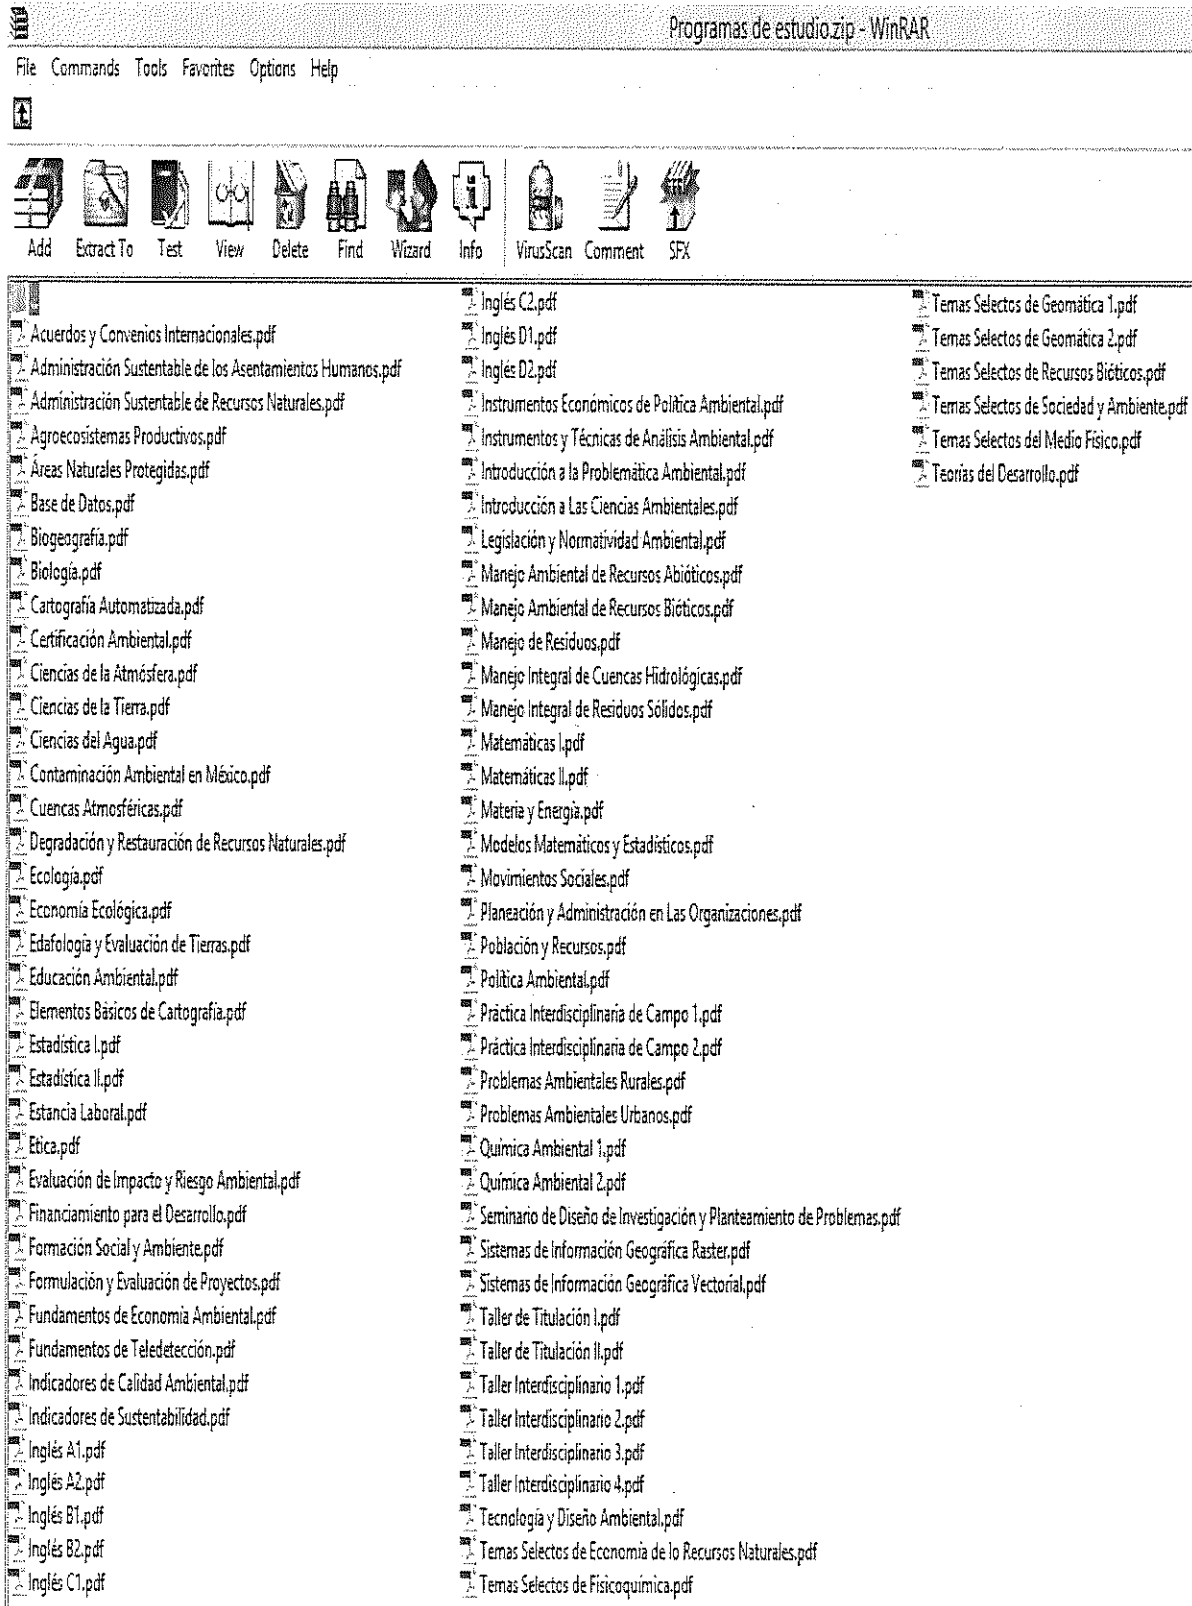 Programas de estudio.zip - WinRAR
File Commands Tools Favorites Options Help
Add Extract To Test View Delete Find Wizard Info VirusScan Comment SFX
..
Acuerdos y Convenios Internacionales.pdf
Administración Sustentable de los Asentamientos Humanos.pdf
Administración Sustentable de Recursos Naturales.pdf
Agroecosistemas Productivos.pdf
Áreas Naturales Protegidas.pdf
Base de Datos.pdf
Biogeografía.pdf
Biología.pdf
Cartografía Automatizada.pdf
Certificación Ambiental.pdf
Ciencias de la Atmósfera.pdf
Ciencias de la Tierra.pdf
Ciencias del Agua.pdf
Contaminación Ambiental en México.pdf
Cuencas Atmosféricas.pdf
Degradación y Restauración de Recursos Naturales.pdf
Ecología.pdf
Economía Ecológica.pdf
Edafología y Evaluación de Tierras.pdf
Educación Ambiental.pdf
Elementos Básicos de Cartografía.pdf
Estadística I.pdf
Estadística II.pdf
Estancia Laboral.pdf
Etica.pdf
Evaluación de Impacto y Riesgo Ambiental.pdf
Financiamiento para el Desarrollo.pdf
Formación Social y Ambiente.pdf
Formulación y Evaluación de Proyectos.pdf
Fundamentos de Economía Ambiental.pdf
Fundamentos de Teledetección.pdf
Indicadores de Calidad Ambiental.pdf
Indicadores de Sustentabilidad.pdf
Inglés A1.pdf
Inglés A2.pdf
Inglés B1.pdf
Inglés B2.pdf
Inglés C1.pdf
Inglés C2.pdf
Inglés D1.pdf
Inglés D2.pdf
Instrumentos Económicos de Política Ambiental.pdf
Instrumentos y Técnicas de Análisis Ambiental.pdf
Introducción a la Problemática Ambiental.pdf
Introducción a Las Ciencias Ambientales.pdf
Legislación y Normatividad Ambiental.pdf
Manejo Ambiental de Recursos Abióticos.pdf
Manejo Ambiental de Recursos Bióticos.pdf
Manejo de Residuos.pdf
Manejo Integral de Cuencas Hidrológicas.pdf
Manejo Integral de Residuos Sólidos.pdf
Matemáticas I.pdf
Matemáticas II.pdf
Materia y Energía.pdf
Modelos Matemáticos y Estadísticos.pdf
Movimientos Sociales.pdf
Planeación y Administración en Las Organizaciones.pdf
Población y Recursos.pdf
Política Ambiental.pdf
Práctica Interdisciplinaria de Campo 1.pdf
Práctica Interdisciplinaria de Campo 2.pdf
Problemas Ambientales Rurales.pdf
Problemas Ambientales Urbanos.pdf
Química Ambiental 1.pdf
Química Ambiental 2.pdf
Seminario de Diseño de Investigación y Planteamiento de Problemas.pdf
Sistemas de Información Geográfica Raster.pdf
Sistemas de Información Geográfica Vectorial.pdf
Taller de Titulación I.pdf
Taller de Titulación II.pdf
Taller Interdisciplinario 1.pdf
Taller Interdisciplinario 2.pdf
Taller Interdisciplinario 3.pdf
Taller Interdisciplinario 4.pdf
Tecnología y Diseño Ambiental.pdf
Temas Selectos de Economía de lo Recursos Naturales.pdf
Temas Selectos de Fisicoquímica.pdf
Temas Selectos de Geomática 1.pdf
Temas Selectos de Geomática 2.pdf
Temas Selectos de Recursos Bióticos.pdf
Temas Selectos de Sociedad y Ambiente.pdf
Temas Selectos del Medio Físico.pdf
Teorías del Desarrollo.pdf